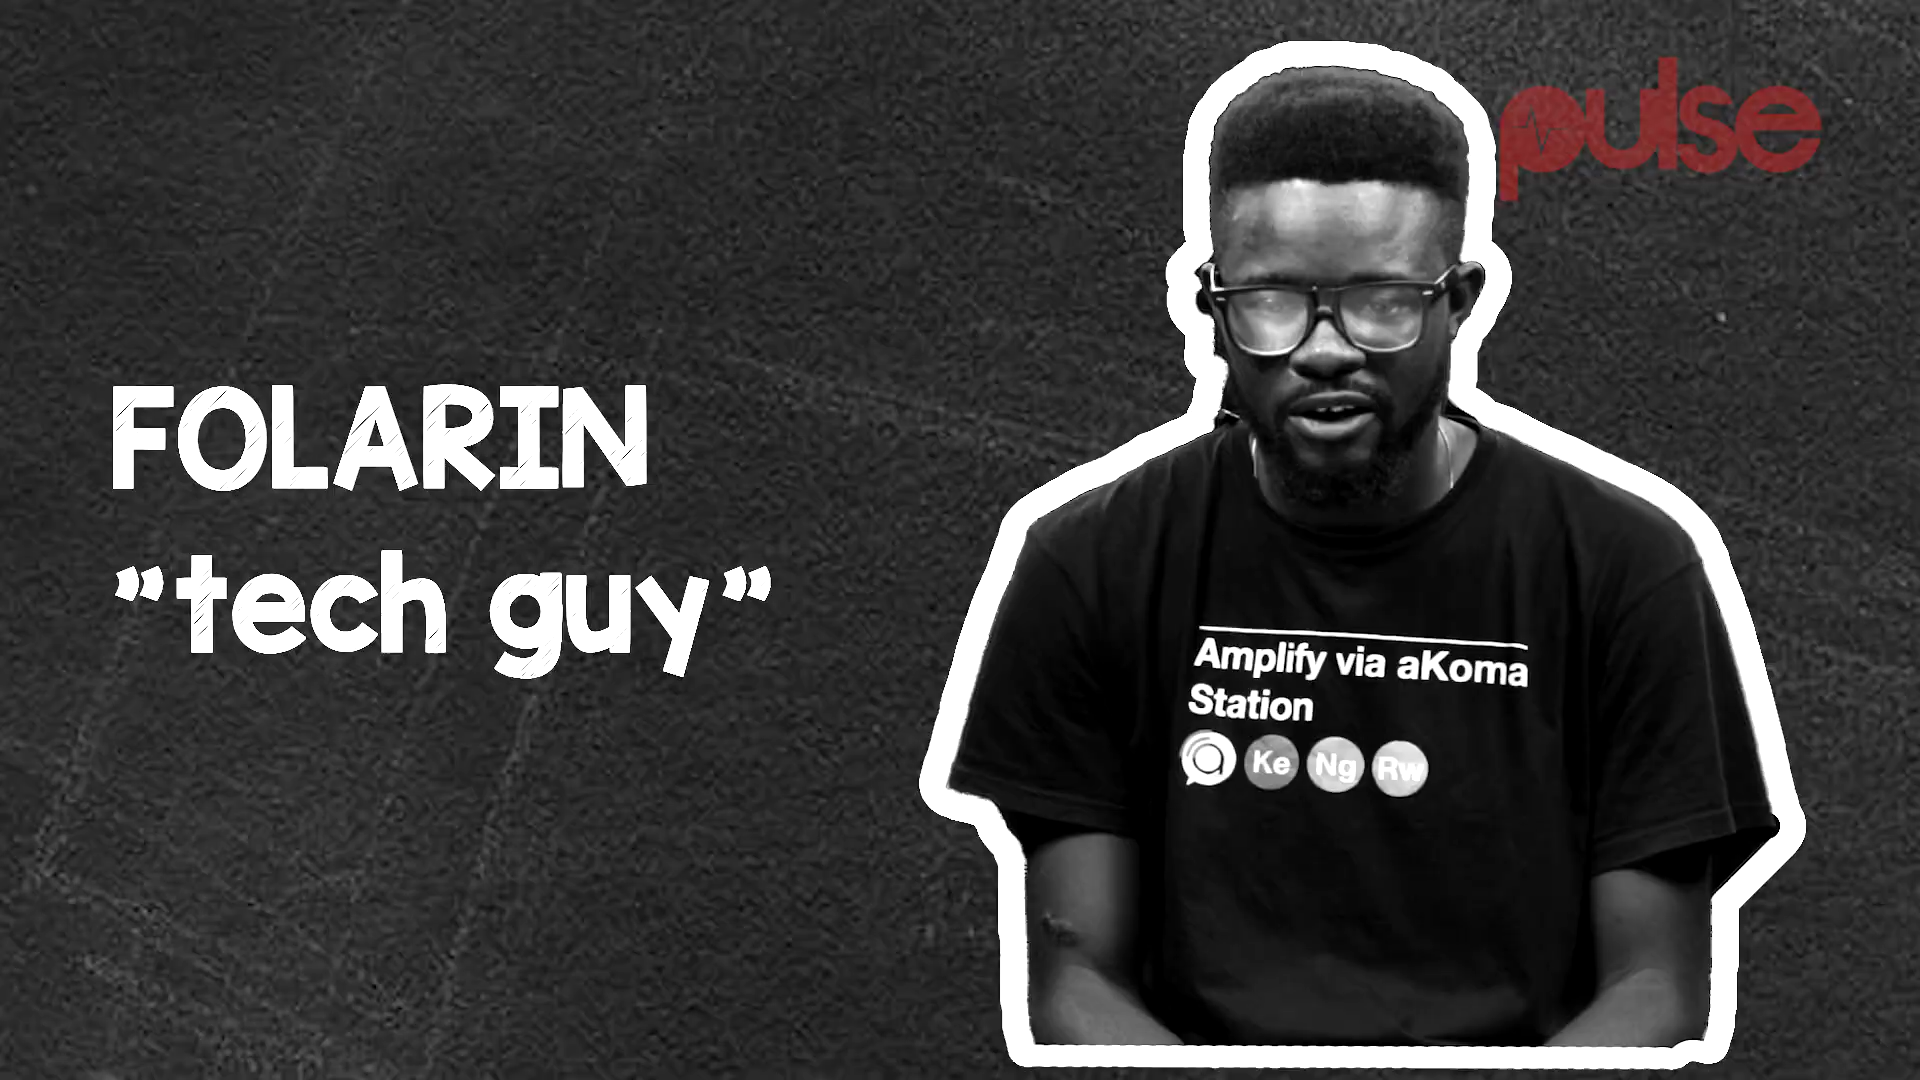 pulse
FOLARIN
"tech guy"
Amplify via aKoma
Station
a Ke Ng Rw